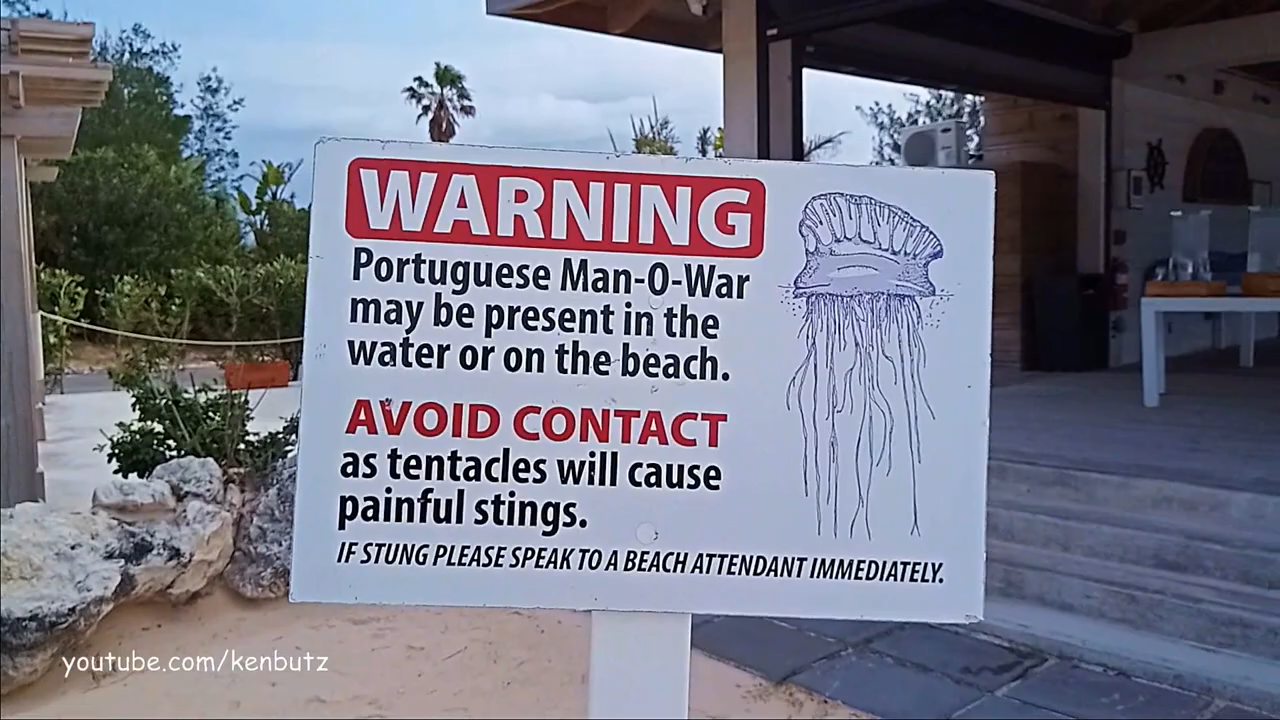 WARNING
Portuguese Man-O-War
may be present in the
water or on the beach.
AVOID CONTACT
as tentacles will cause
painful stings.
IF STUNG PLEASE SPEAK TO A BEACH ATTENDANT IMMEDIATELY.
youtube.com/kenbutz